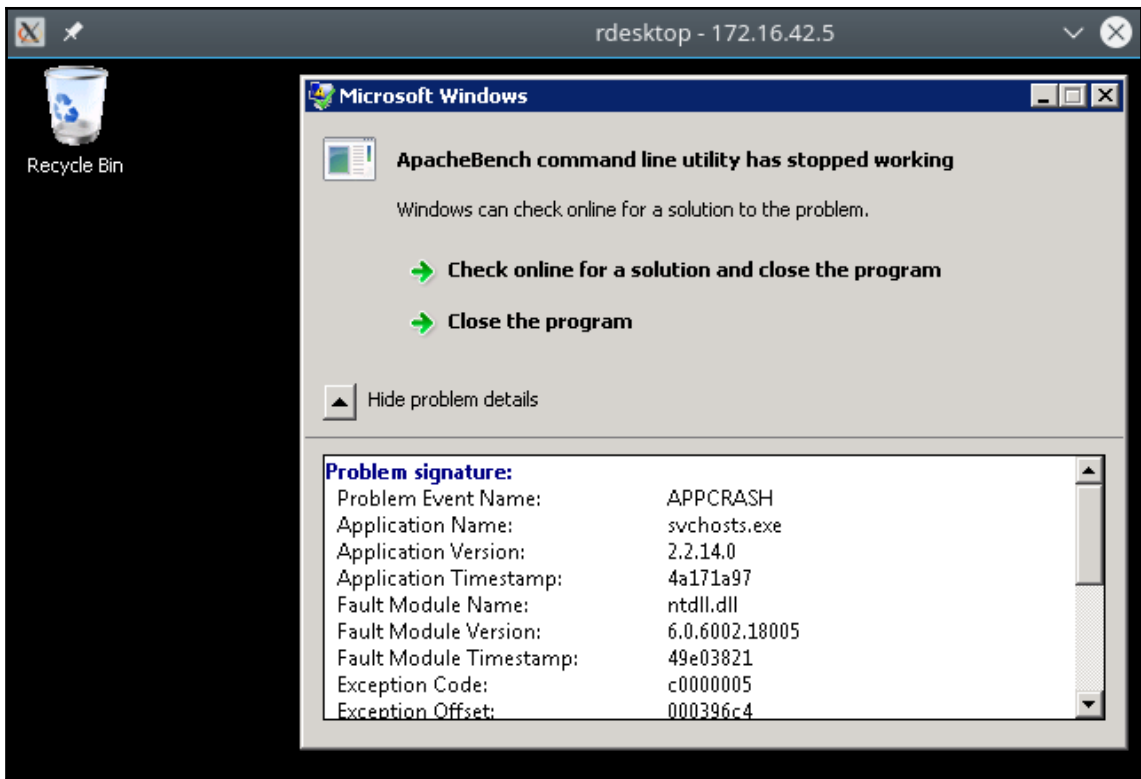 rdesktop - 172.16.42.5
Recycle Bin
Microsoft Windows
ApacheBench command line utility has stopped working
Windows can check online for a solution to the problem.
Check online for a solution and close the program
Close the program
Hide problem details
Problem signature:
Problem Event Name: APPCRASH
Application Name: svchosts.exe
Application Version: 2.2.14.0
Application Timestamp: 4a171a97
Fault Module Name: ntdll.dll
Fault Module Version: 6.0.6002.18005
Fault Module Timestamp: 49e03821
Exception Code: c0000005
Exception Offset: 000396c4